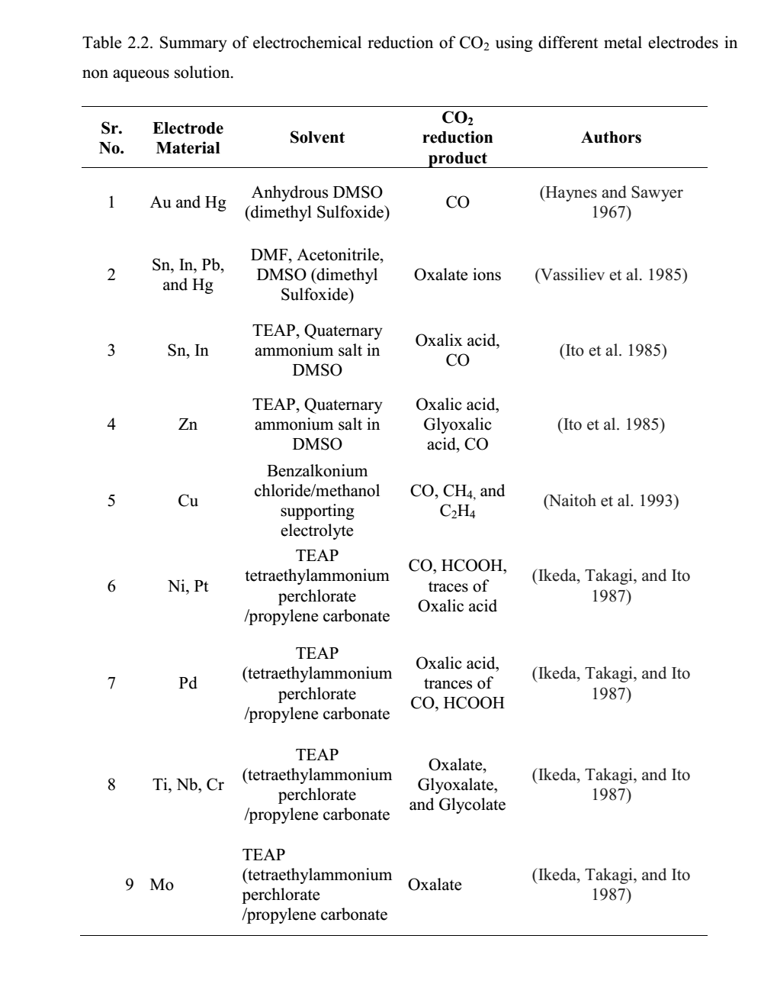 Table 2.2. Summary of electrochemical reduction of CO₂ using different metal electrodes in
non aqueous solution.
Sr.
No.
Electrode
Material
Solvent
CO₂
reduction
product
Authors
1
Au and Hg
Anhydrous DMSO
(dimethyl Sulfoxide)
CO
(Haynes and Sawyer
1967)
2
Sn, In, Pb,
and Hg
DMF, Acetonitrile,
DMSO (dimethyl
Sulfoxide)
Oxalate ions
(Vassiliev et al. 1985)
3
Sn, In
TEAP, Quaternary
ammonium salt in
DMSO
Oxalix acid,
CO
(Ito et al. 1985)
4
Zn
TEAP, Quaternary
ammonium salt in
DMSO
Oxalic acid,
Glyoxalic
acid, CO
(Ito et al. 1985)
5
Cu
Benzalkonium
chloride/methanol
supporting
electrolyte
CO, CH₄, and
C₂H₄
(Naitoh et al. 1993)
6
Ni, Pt
TEAP
tetraethylammonium
perchlorate
/propylene carbonate
CO, HCOOH,
traces of
Oxalic acid
(Ikeda, Takagi, and Ito
1987)
7
Pd
TEAP
(tetraethylammonium
perchlorate
/propylene carbonate
Oxalic acid,
trances of
CO, HCOOH
(Ikeda, Takagi, and Ito
1987)
8
Ti, Nb, Cr
TEAP
(tetraethylammonium
perchlorate
/propylene carbonate
Oxalate,
Glyoxalate,
and Glycolate
(Ikeda, Takagi, and Ito
1987)
9
Mo
TEAP
(tetraethylammonium
perchlorate
/propylene carbonate
Oxalate
(Ikeda, Takagi, and Ito
1987)